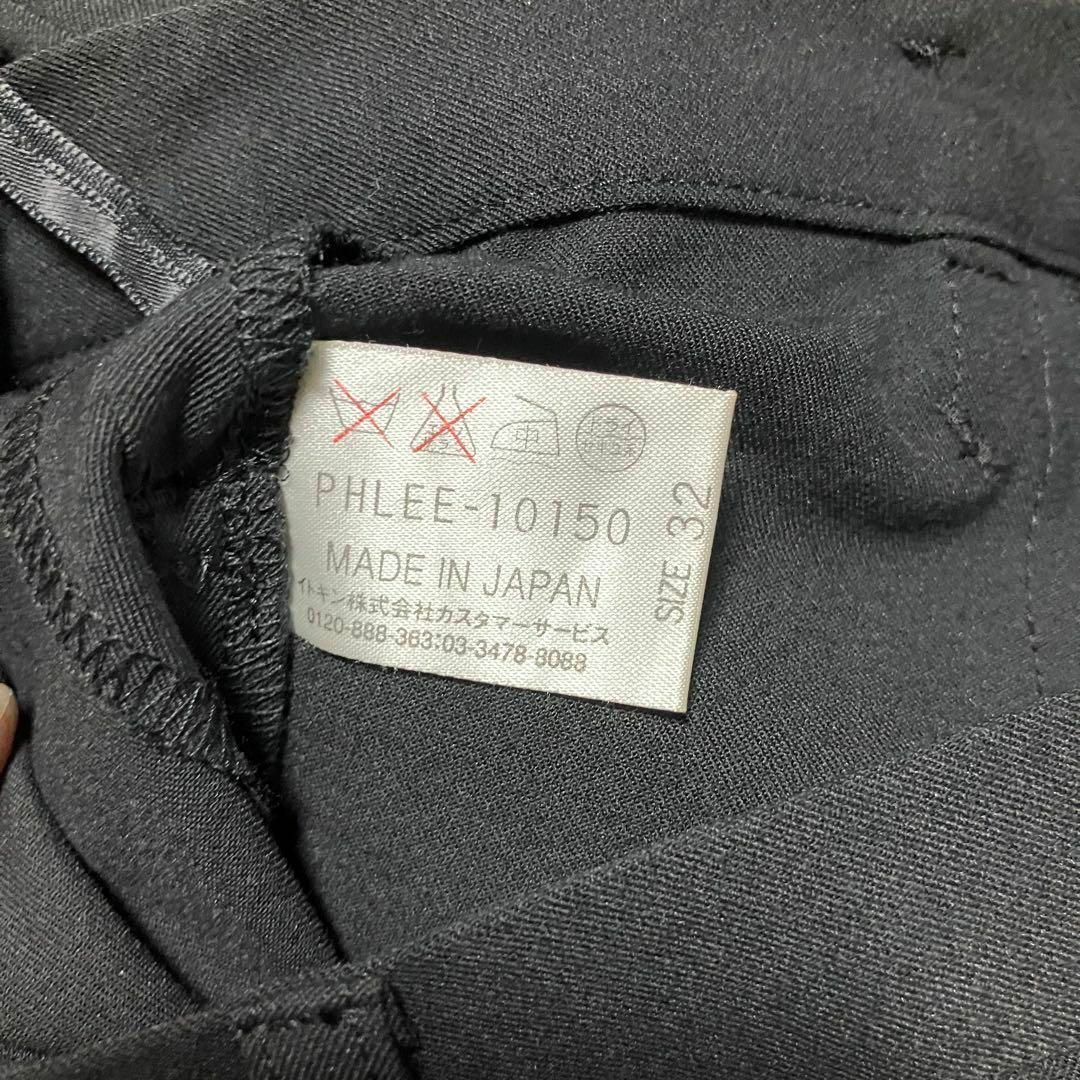 中
PHLEE-10150
MADE IN JAPAN
イトキン株式会社カスタマーサービス
0120-888-363:03-3478-8088
SIZE 32